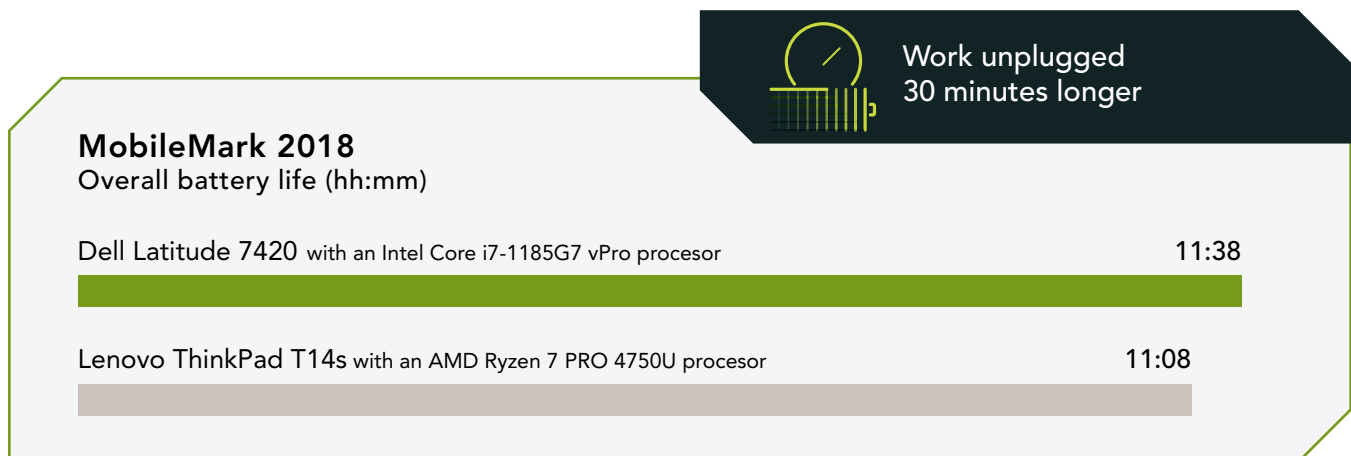 Work unplugged
30 minutes longer
MobileMark 2018
Overall battery life (hh:mm)
Dell Latitude 7420 with an Intel Core i7-1185G7 vPro procesor 11:38
Lenovo ThinkPad T14s with an AMD Ryzen 7 PRO 4750U procesor 11:08